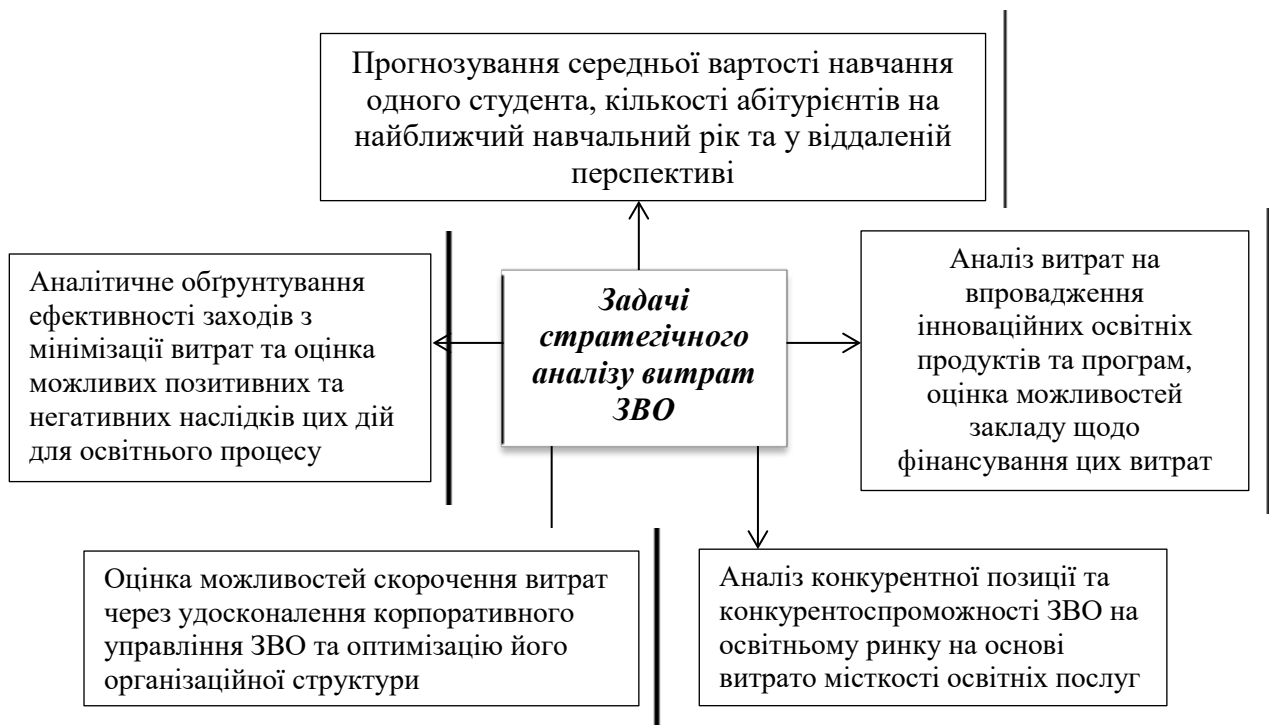 Прогнозування середньої вартості навчання
одного студента, кількості абітурієнтів на
найближчий навчальний рік та у віддаленій
перспективі
Аналітичне обґрунтування
ефективності заходів з
мінімізації витрат та оцінка
можливих позитивних та
негативних наслідків цих дій
для освітнього процесу
Задачі
стратегічного
аналізу витрат
ЗВО
Аналіз витрат на
впровадження
інноваційних освітніх
продуктів та програм,
оцінка можливостей
закладу щодо
фінансування цих витрат
Оцінка можливостей скорочення витрат
через удосконалення корпоративного
управління ЗВО та оптимізацію його
організаційної структури
Аналіз конкурентної позиції та
конкурентоспроможності ЗВО на
освітньому ринку на основі
витрато місткості освітніх послуг